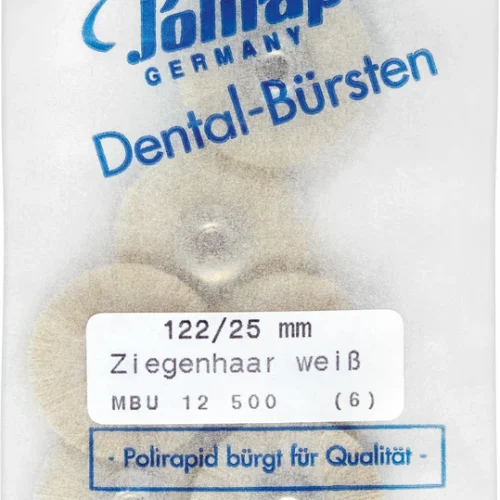 Polirapid
GERMANY
Dental-Bürsten
122/25 mm
Ziegenhaar weiß
MBU 12 500 (6)
- Polirapid bürgt für Qualität -